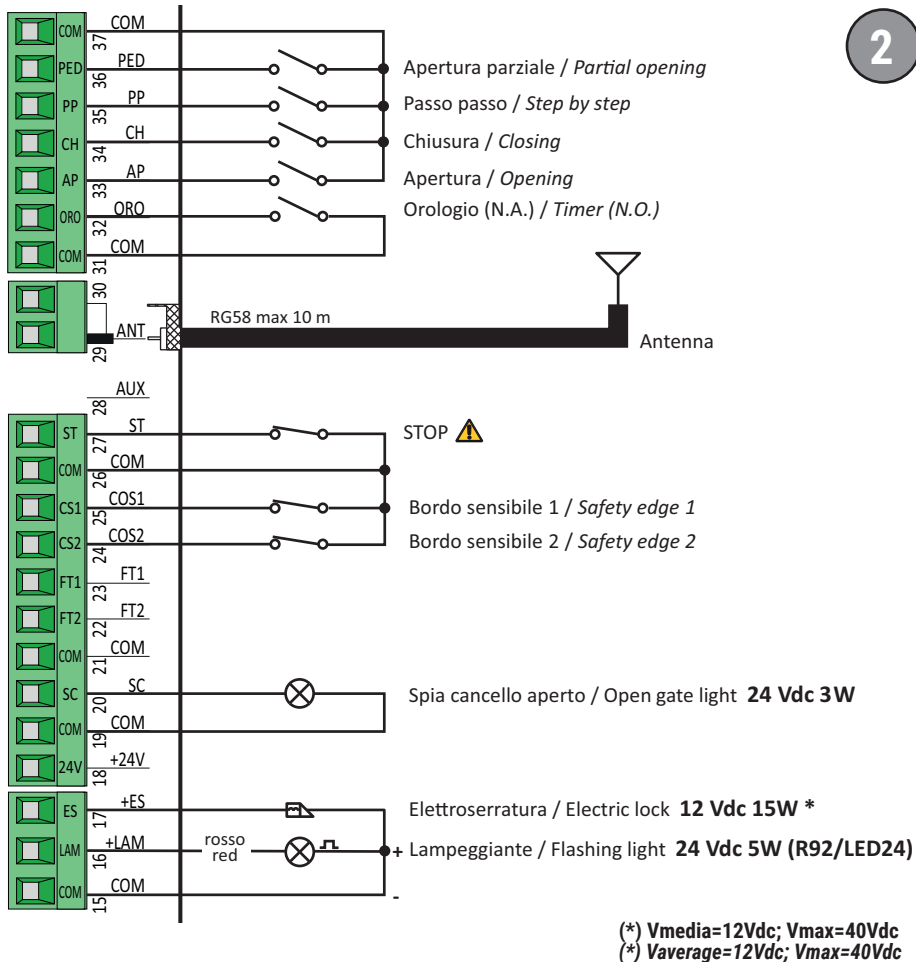 2
COM COM
37
PED PED Apertura parziale / Partial opening
36
PP PP Passo passo / Step by step
35
CH CH Chiusura / Closing
34
AP AP Apertura / Opening
33
ORO ORO Orologio (N.A.) / Timer (N.O.)
32
COM COM
31
30
RG58 max 10 m
ANT Antenna
29
AUX
28
ST ST STOP
27
COM COM
26
CS1 COS1 Bordo sensibile 1 / Safety edge 1
25
CS2 COS2 Bordo sensibile 2 / Safety edge 2
24
FT1 FT1
23
FT2 FT2
22
COM COM
21
SC SC Spia cancello aperto / Open gate light 24 Vdc 3W
20
COM COM
19
24V +24V
18
ES +ES Elettroserratura / Electric lock 12 Vdc 15W *
17
LAM +LAM rosso + Lampeggiante / Flashing light 24 Vdc 5W (R92/LED24)
red
16
COM COM -
15
(*) Vmedia=12Vdc; Vmax=40Vdc
(*) Vaverage=12Vdc; Vmax=40Vdc